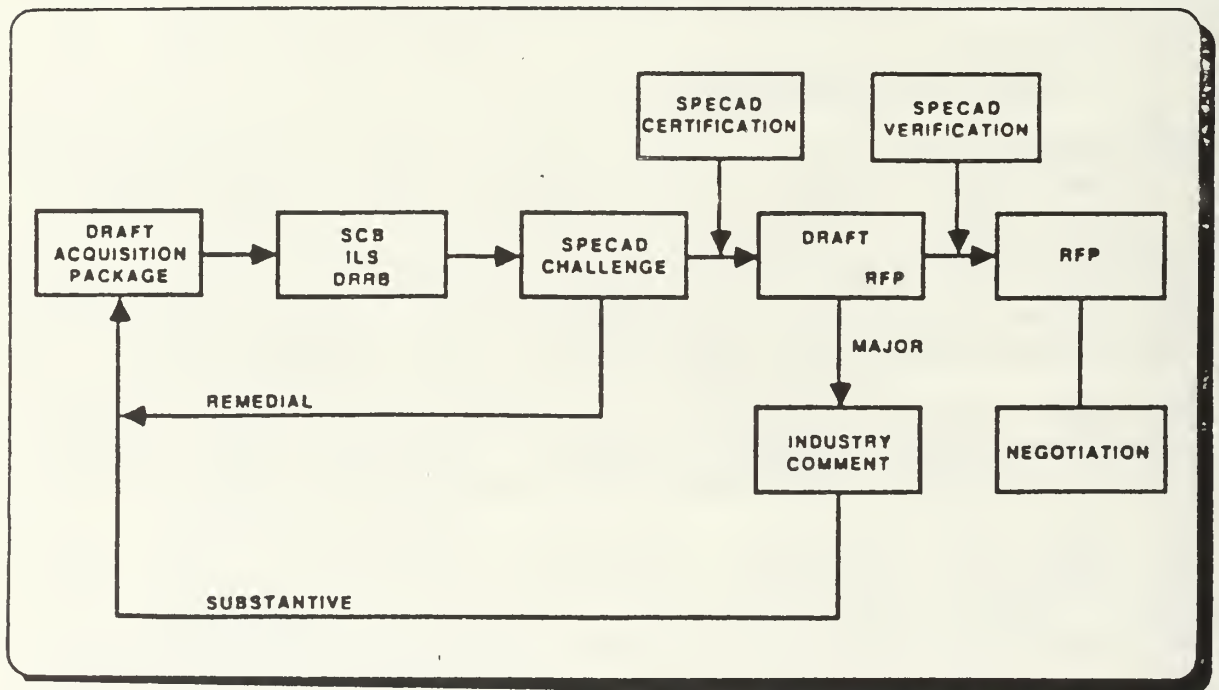 SPECAD
CERTIFICATION
SPECAD
VERIFICATION
DRAFT
ACQUISITION
PACKAGE
SCB
ILS
DRRB
SPECAD
CHALLENGE
DRAFT
RFP
RFP
MAJOR
REMEDIAL
INDUSTRY
COMMENT
NEGOTIATION
SUBSTANTIVE